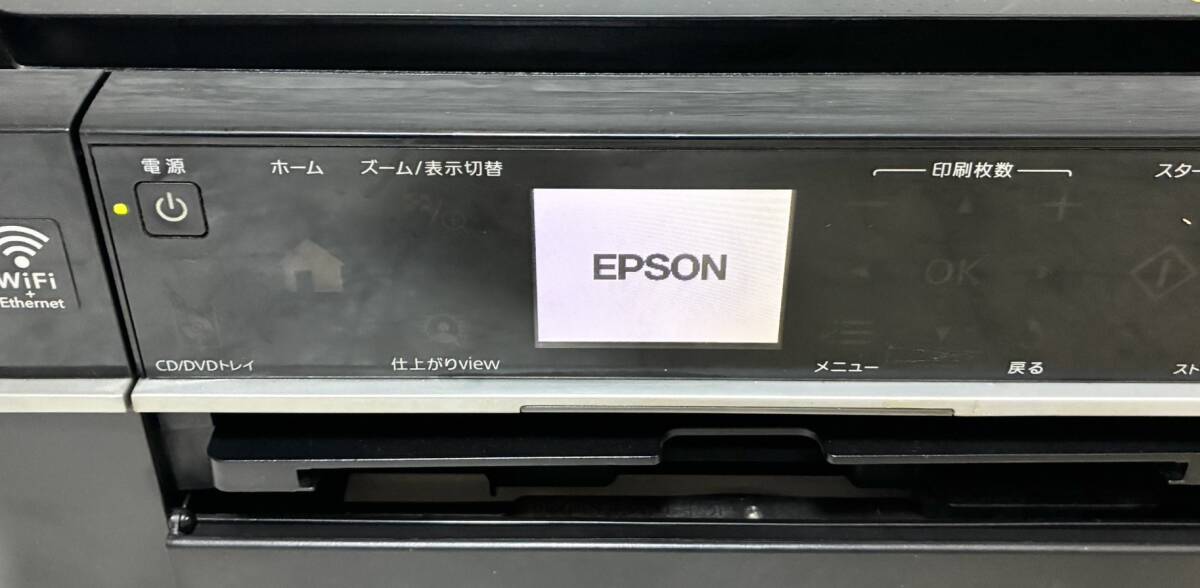 電源
ホーム
ズーム/表示切替
印刷枚数
スター
WiFi
+
Ethernet
EPSON
OK
CD/DVDトレイ
仕上がりview
メニュー
戻る
スト